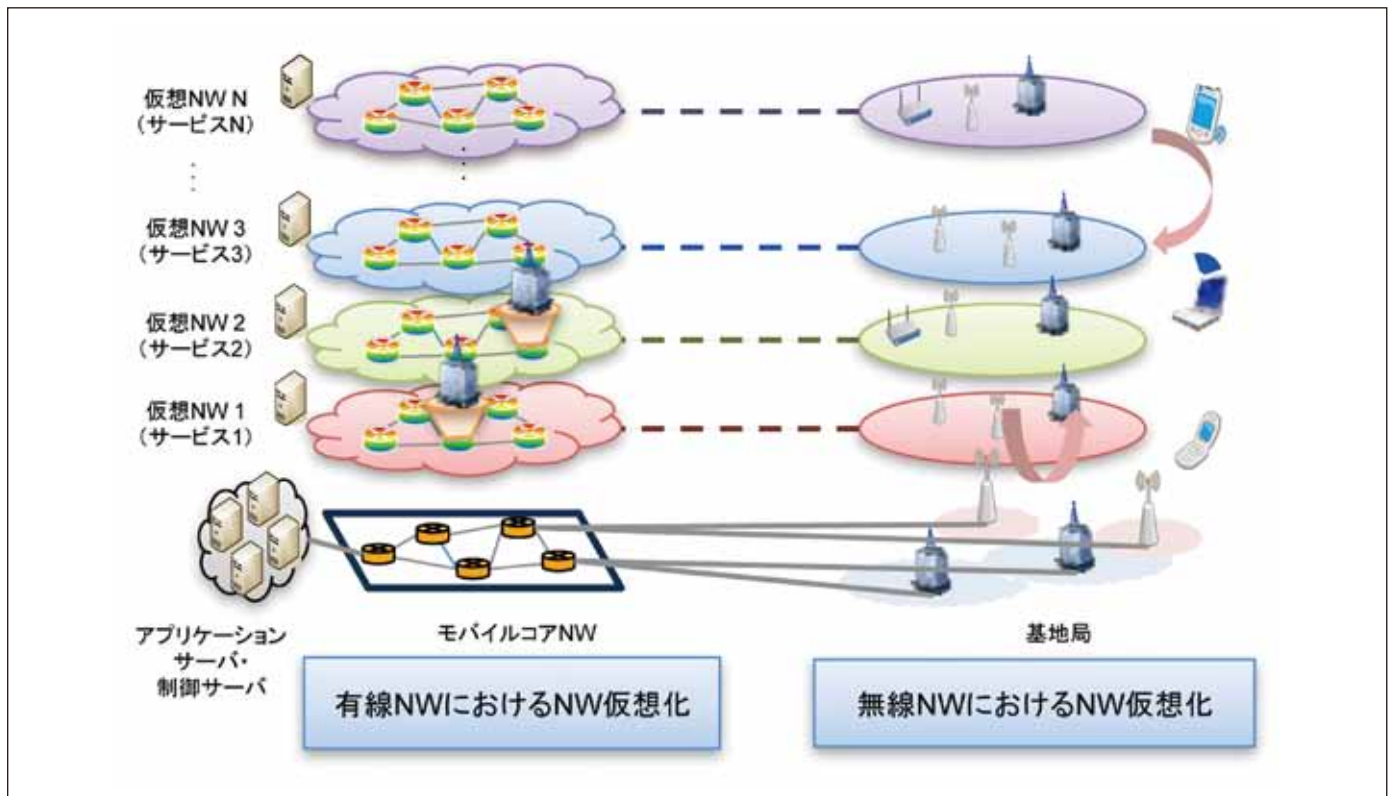 仮想NW N
（サービスN）
仮想NW 3
（サービス3）
仮想NW 2
（サービス2）
仮想NW 1
（サービス1）
アプリケーション
サーバ・
制御サーバ
モバイルコアNW
基地局
有線NWにおけるNW仮想化
無線NWにおけるNW仮想化